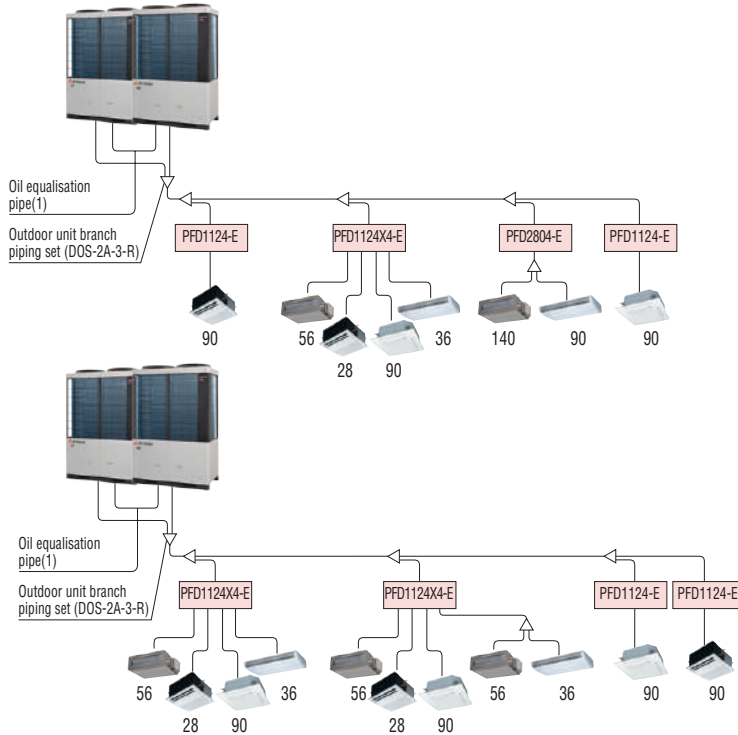 Oil equalisation
pipe(1)
Outdoor unit branch
piping set (DOS-2A-3-R)
PFD1124-E
PFD1124X4-E
PFD2804-E
PFD1124-E
90
56
28
90
36
140
90
90
Oil equalisation
pipe(1)
Outdoor unit branch
piping set (DOS-2A-3-R)
PFD1124X4-E
PFD1124X4-E
PFD1124-E
PFD1124-E
56
28
90
36
56
28
90
56
36
90
90